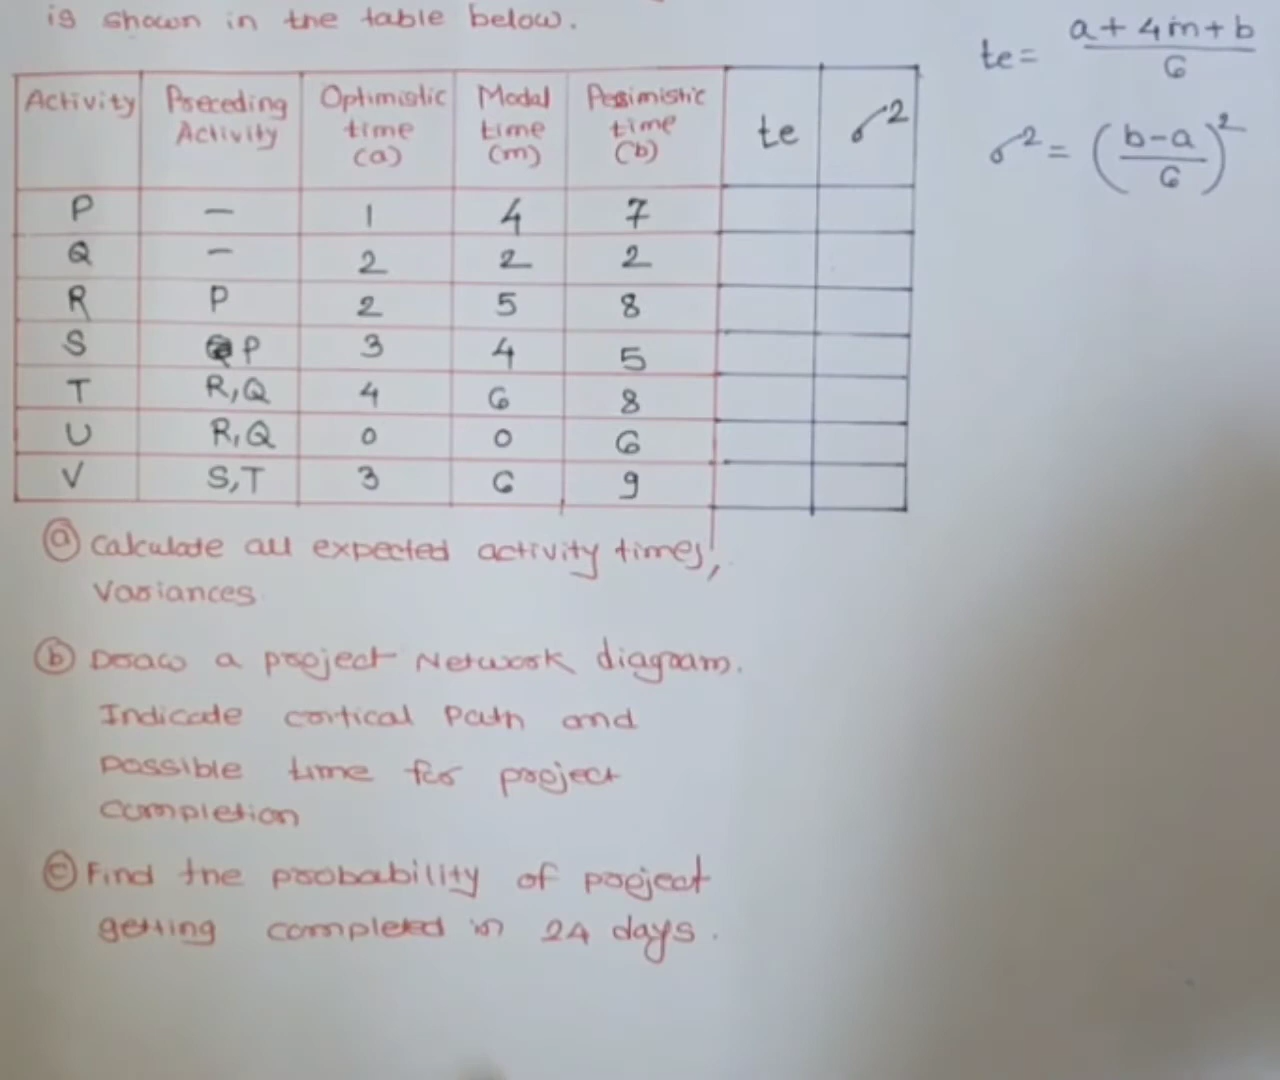 is shown in the table below.
te = a + 4m + b / 6
σ² = (b-a / 6)²
Activity Preceding Activity Optimistic time (a) Modal time (m) Pessimistic time (b) te σ²
P - 1 4 7
Q - 2 2 2
R P 2 5 8
S P 3 4 5
T R,Q 4 6 8
U R,Q 0 0 6
V S,T 3 6 9
(a) Calculate all expected activity times,
Variances
(b) Draw a project Network diagram.
Indicate critical Path and
possible time for project
completion
(c) Find the probability of project
getting completed in 24 days.